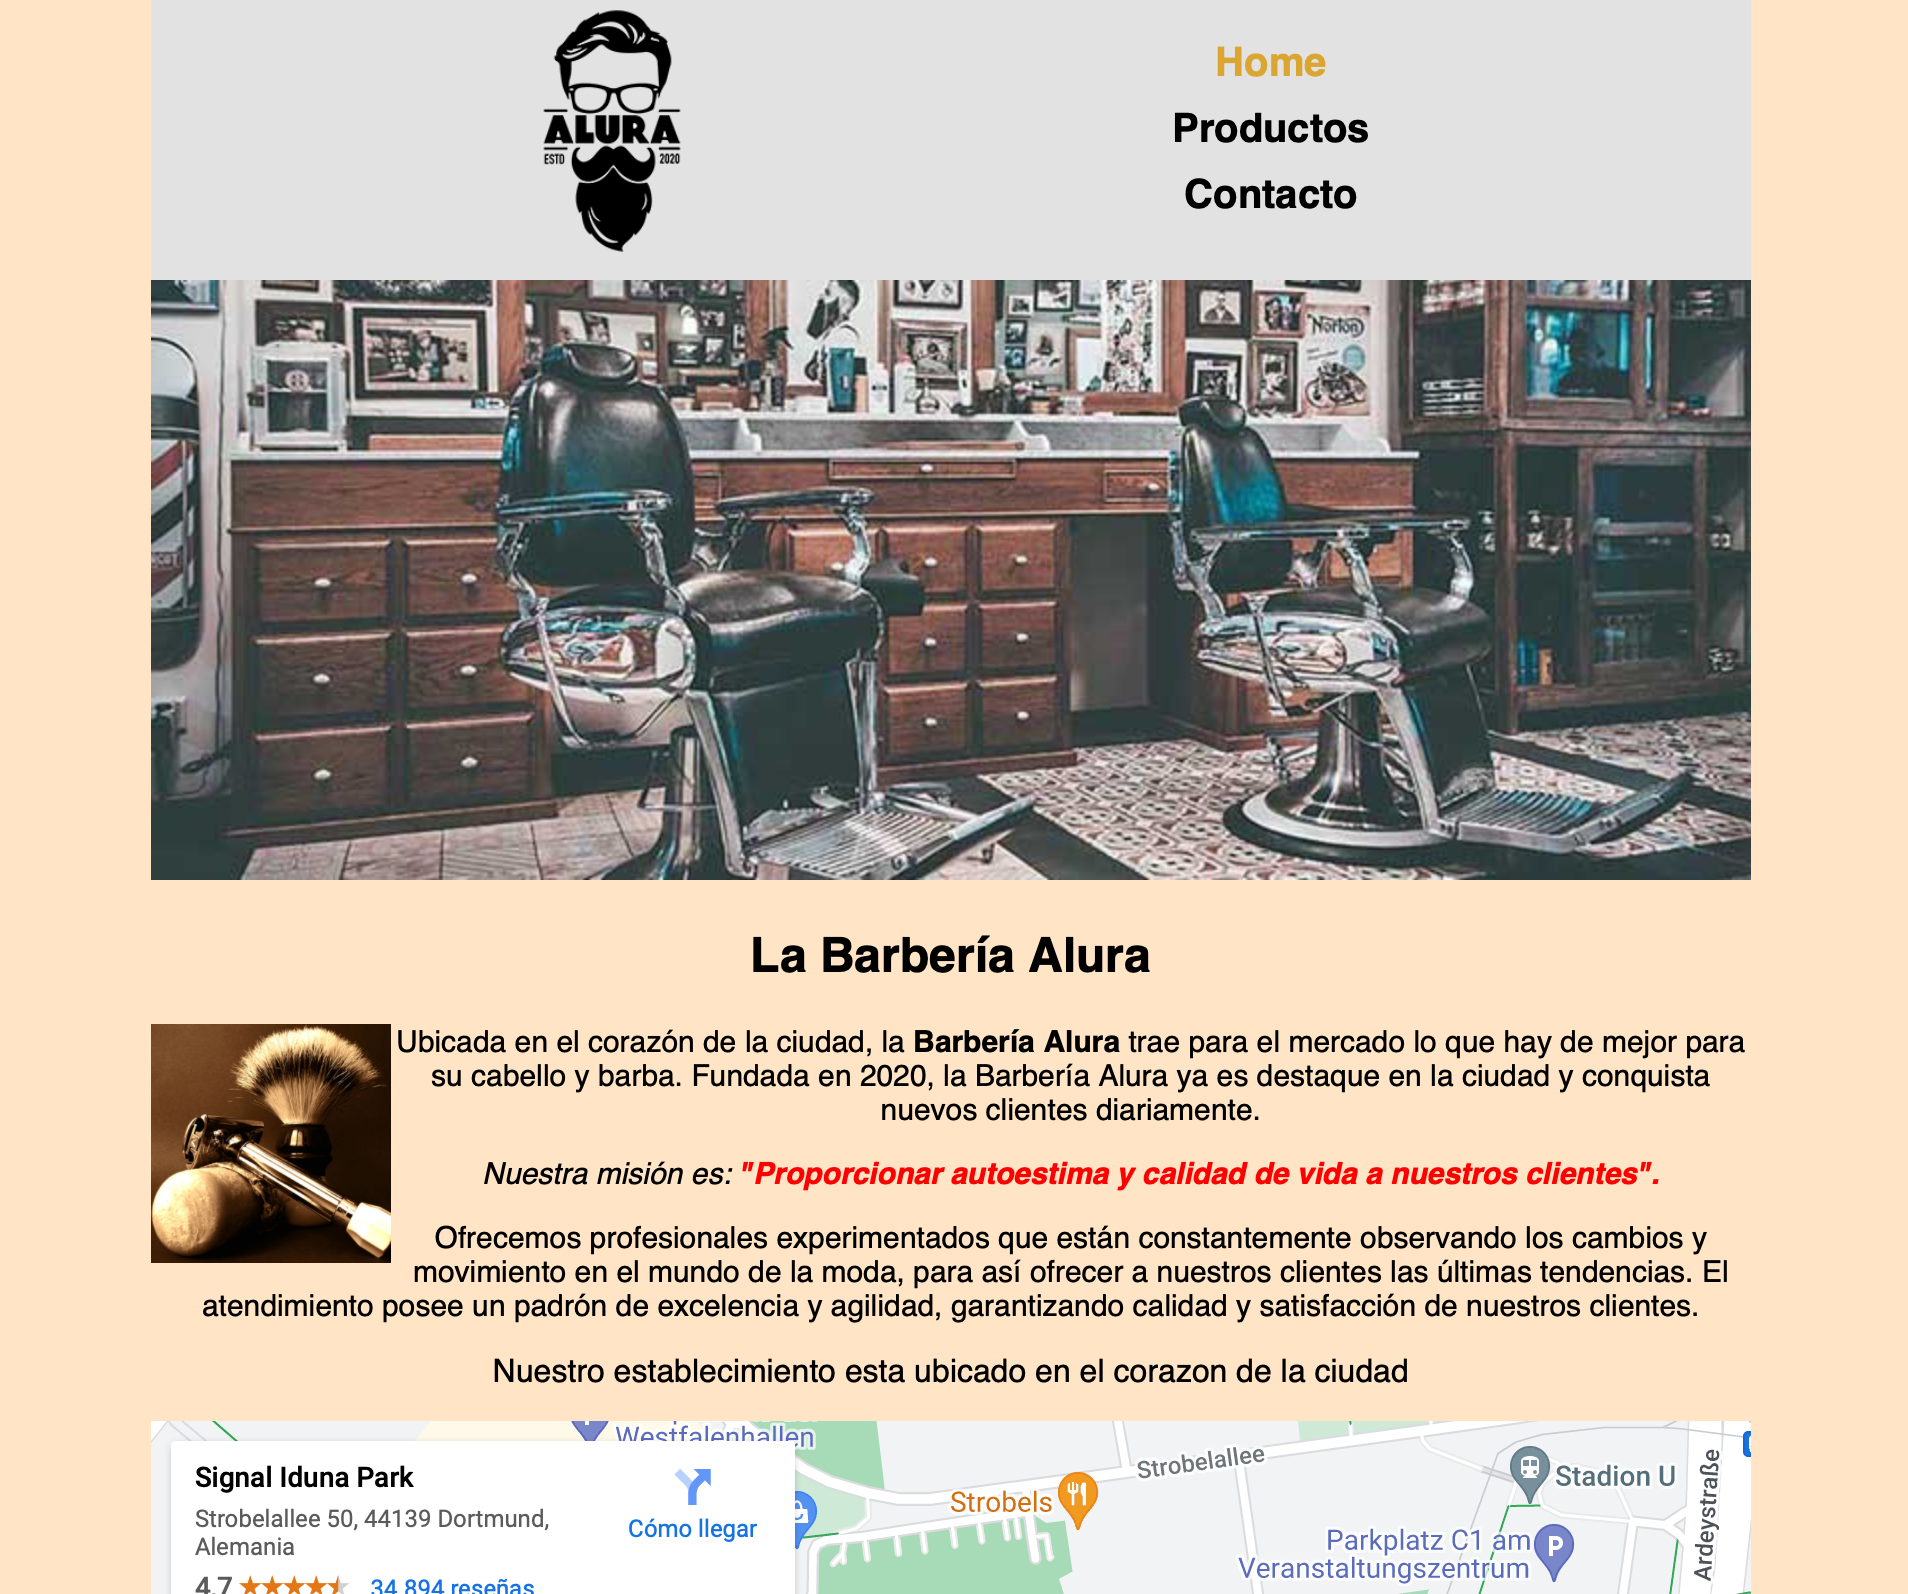 ALURA
ESTD 2020
Home
Productos
Contacto
Norton
La Barbería Alura
Ubicada en el corazón de la ciudad, la Barbería Alura trae para el mercado lo que hay de mejor para
su cabello y barba. Fundada en 2020, la Barbería Alura ya es destaque en la ciudad y conquista
nuevos clientes diariamente.
Nuestra misión es: "Proporcionar autoestima y calidad de vida a nuestros clientes".
Ofrecemos profesionales experimentados que están constantemente observando los cambios y
movimiento en el mundo de la moda, para así ofrecer a nuestros clientes las últimas tendencias. El
atendimiento posee un padrón de excelencia y agilidad, garantizando calidad y satisfacción de nuestros clientes.
Nuestro establecimiento esta ubicado en el corazon de la ciudad
Westfalenhallen
Signal Iduna Park
Strobelallee 50, 44139 Dortmund,
Alemania
Cómo llegar
4,7
34.894 reseñas
Strobelallee
Strobels
Stadion U
Ardeystraße
Parkplatz C1 am
Veranstaltungszentrum
P